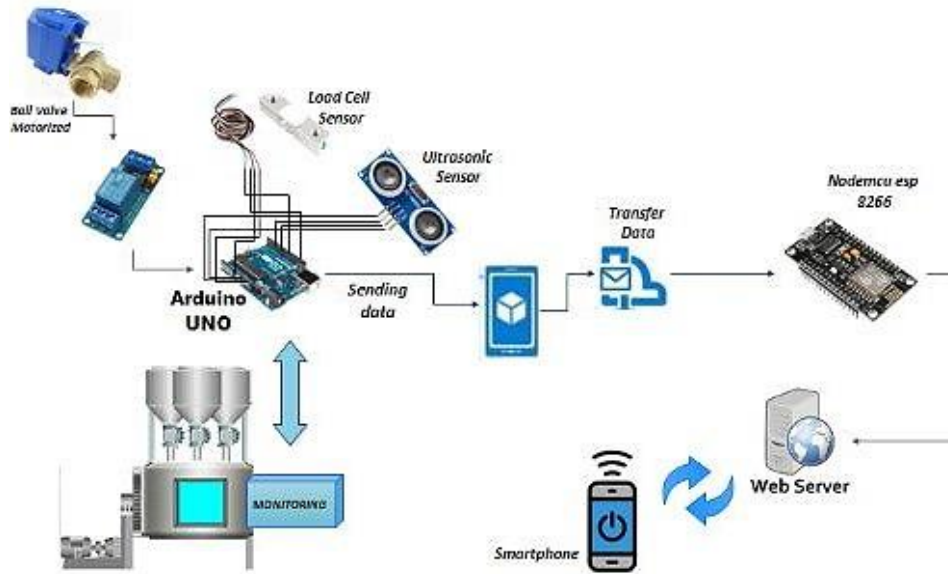 Ball valve
Motorized
Load Cell
Sensor
Ultrasonic
Sensor
Arduino
UNO
Sending
data
Transfer
Data
Nodemcu esp
8266
MONITORING
Smartphone
Web Server